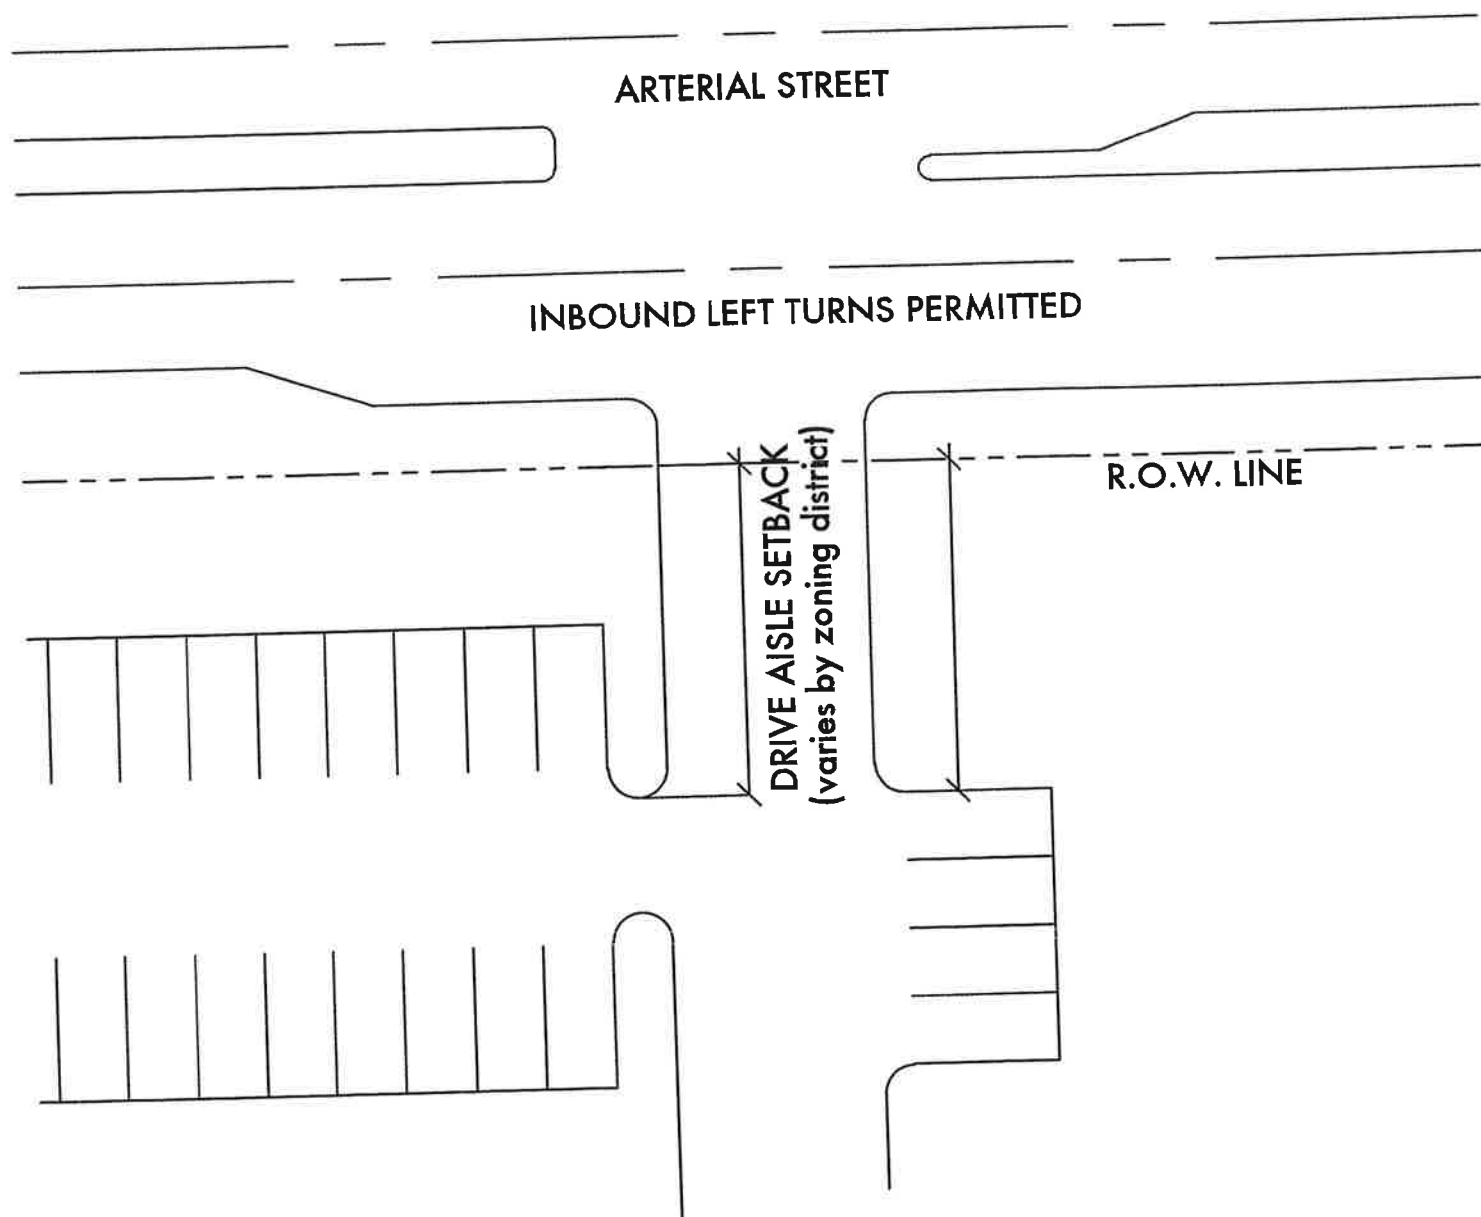 ARTERIAL STREET
INBOUND LEFT TURNS PERMITTED
R.O.W. LINE
DRIVE AISLE SETBACK
(varies by zoning district)